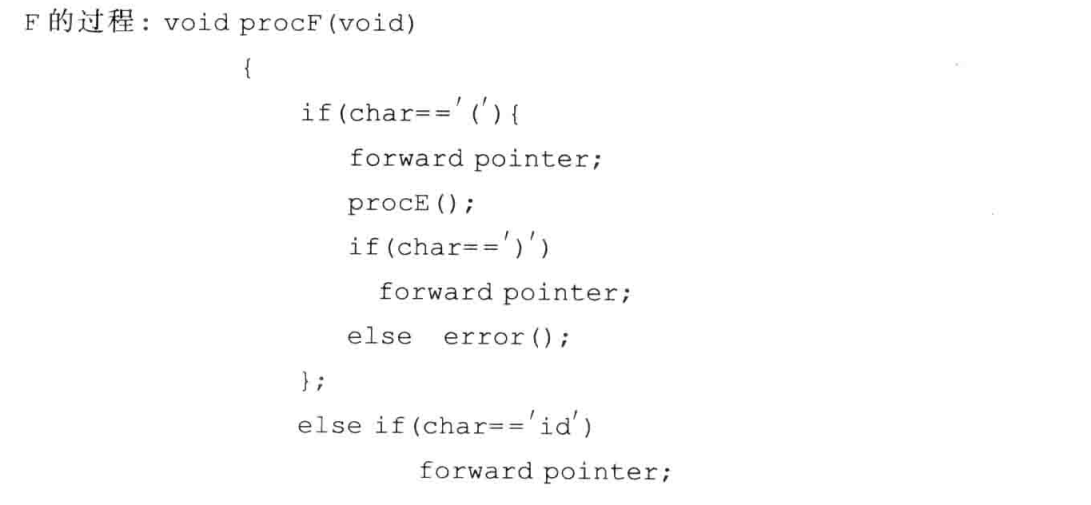 F 的过程: void procF(void)
{
if(char=='('){
forward pointer;
procE();
if(char==')')
forward pointer;
else error();
};
else if(char=='id')
forward pointer;